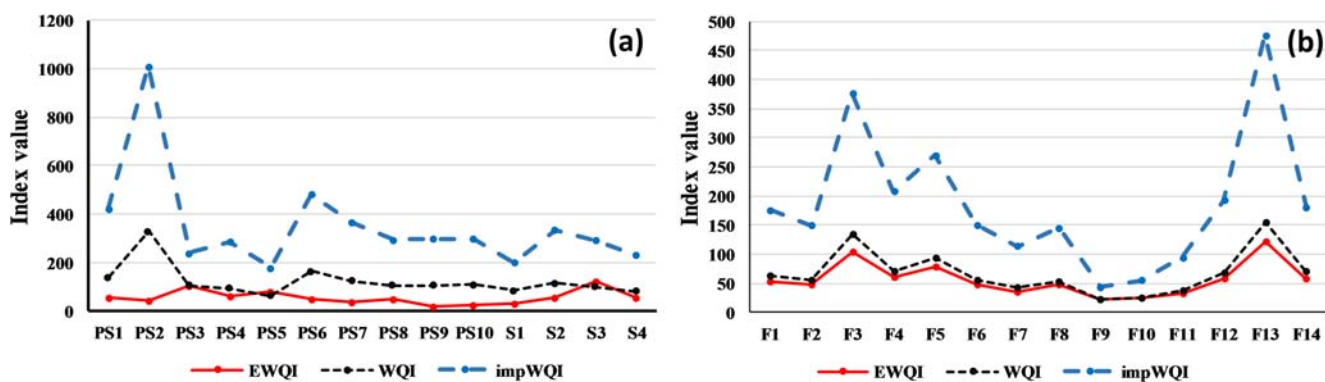 (a)
Index value
1200
1000
800
600
400
200
0
PS1 PS2 PS3 PS4 PS5 PS6 PS7 PS8 PS9 PS10 S1 S2 S3 S4
EWQI WQI impWQI
(b)
Index value
500
450
400
350
300
250
200
150
100
50
0
F1 F2 F3 F4 F5 F6 F7 F8 F9 F10 F11 F12 F13 F14
EWQI WQI impWQI